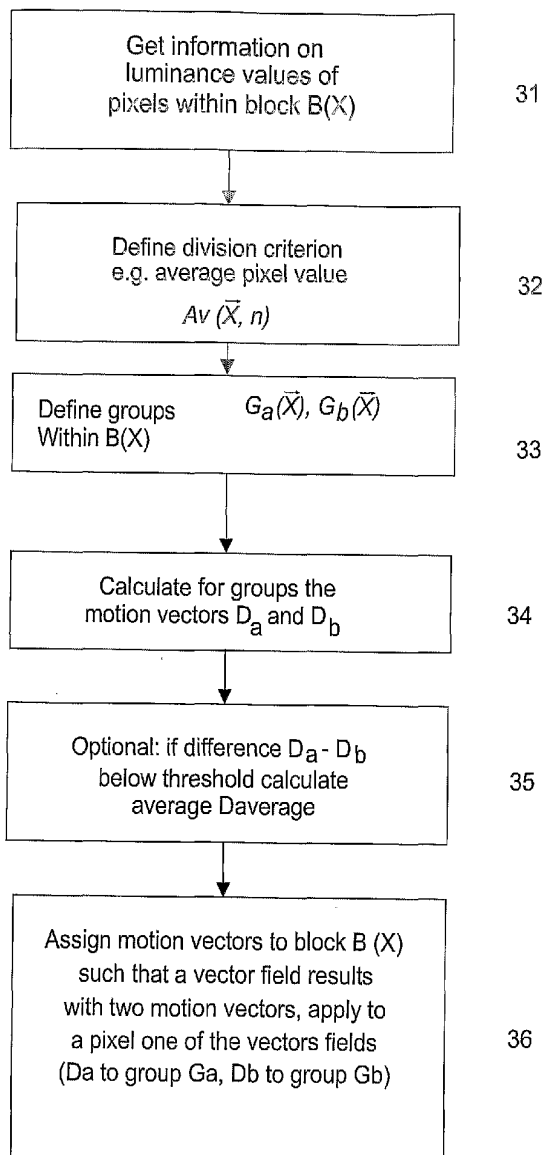 Get information on
luminance values of
pixels within block B(X)
31
Define division criterion
e.g. average pixel value
Av (X⃗, n)
32
Define groups Gₐ(X⃗), G_b(X⃗)
Within B(X)
33
Calculate for groups the
motion vectors Dₐ and D_b
34
Optional: if difference Dₐ - D_b
below threshold calculate
average Daverage
35
Assign motion vectors to block B (X)
such that a vector field results
with two motion vectors, apply to
a pixel one of the vectors fields
(Da to group Ga, Db to group Gb)
36